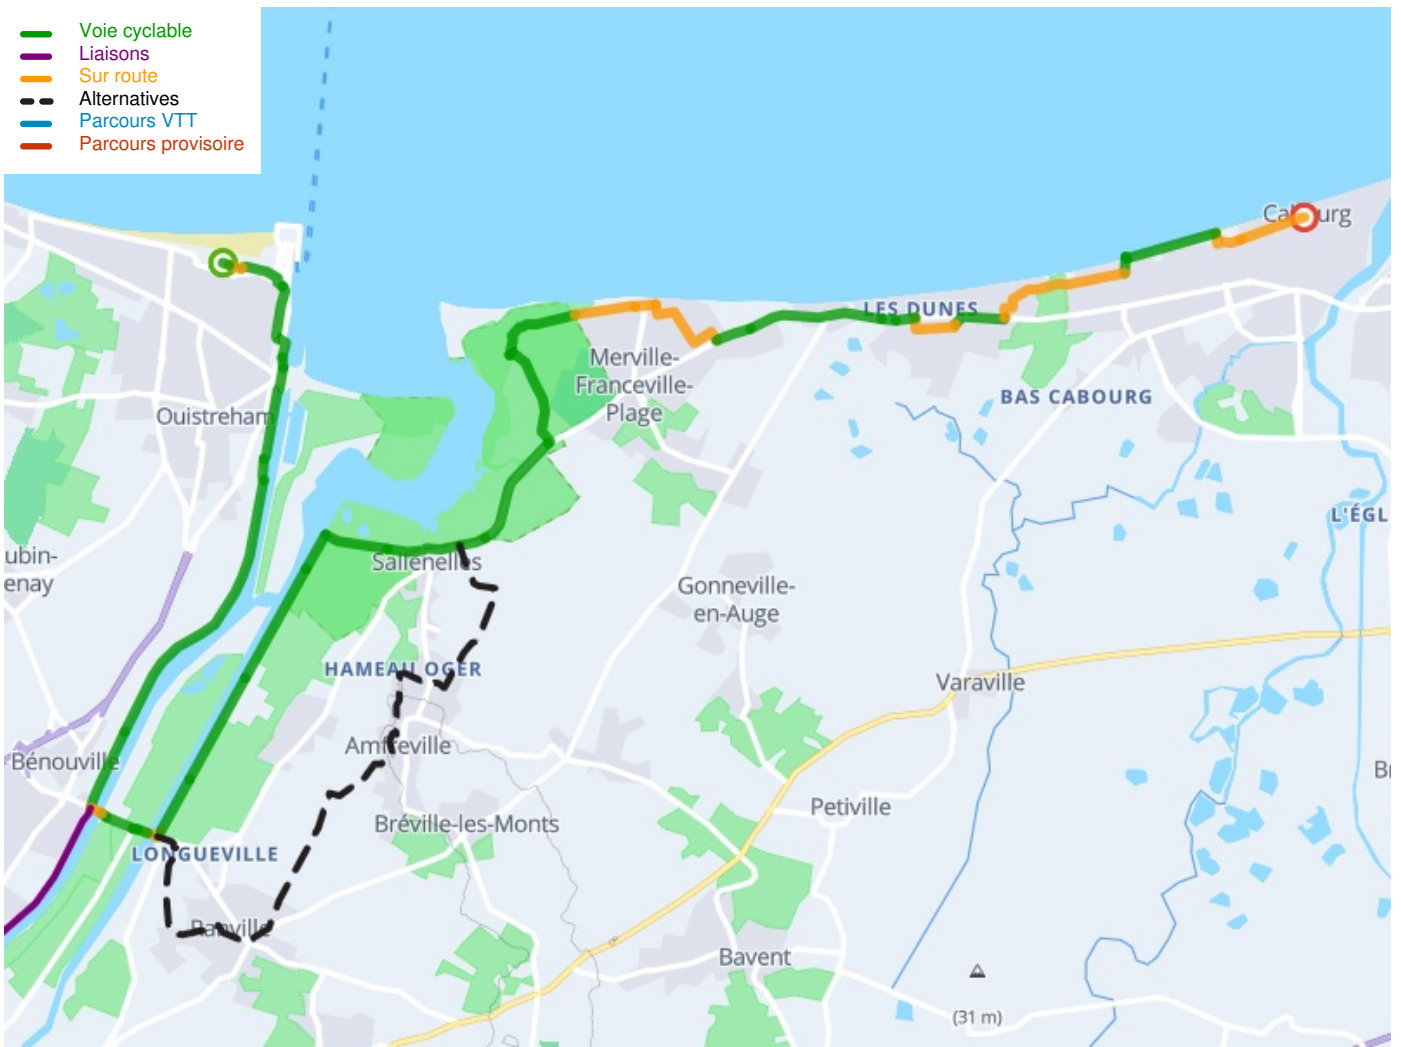 Voie cyclable
Liaisons
Sur route
Alternatives
Parcours VTT
Parcours provisoire
Cabourg
LES DUNES
Merville-
Franceville-
Plage
BAS CABOURG
Ouistreham
L'ÉGL
ubin-
enay
Sallenelles
Gonneville-
en-Auge
HAMEAU OGER
Varaville
Amfreville
Bénouville
Br
Petiville
Bréville-les-Monts
LONGUEVILLE
Ranville
Bavent
(31 m)